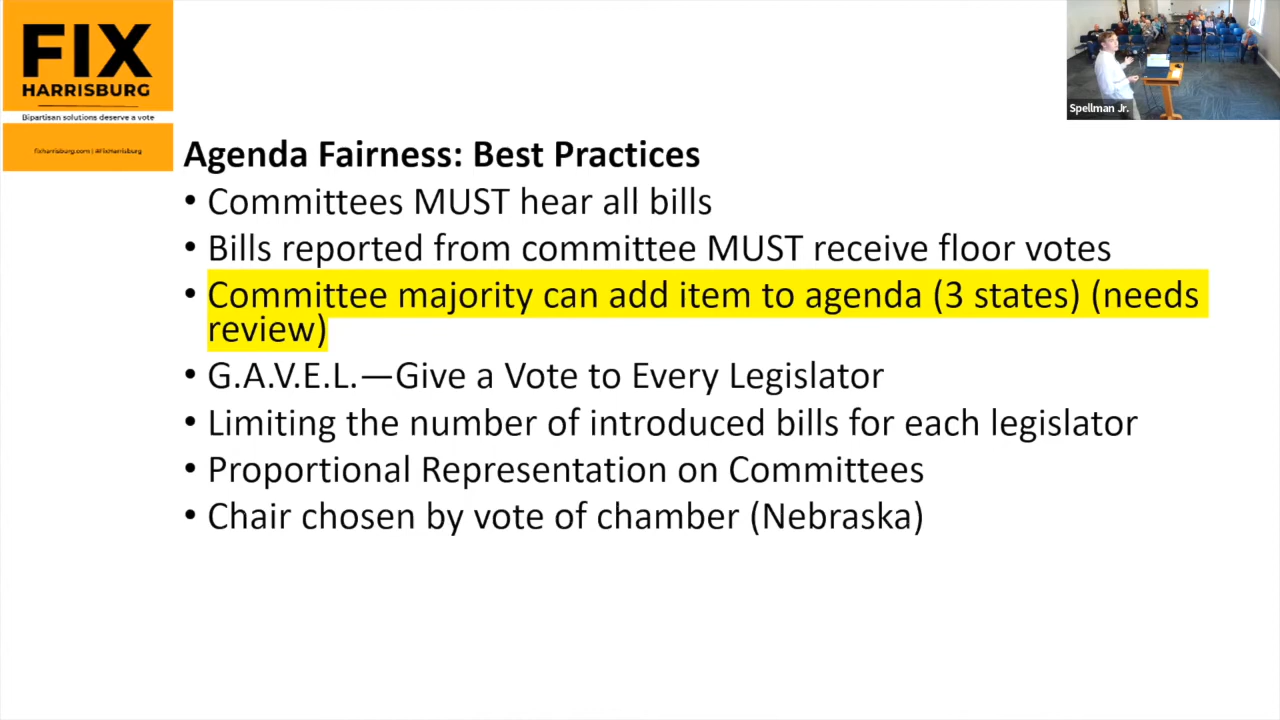 FIX
HARRISBURG
Bipartisan solutions deserve a vote
fixharrisburg.com | #FixHarrisburg
Spellman Jr.
Agenda Fairness: Best Practices
• Committees MUST hear all bills
• Bills reported from committee MUST receive floor votes
• Committee majority can add item to agenda (3 states) (needs
review)
• G.A.V.E.L.—Give a Vote to Every Legislator
• Limiting the number of introduced bills for each legislator
• Proportional Representation on Committees
• Chair chosen by vote of chamber (Nebraska)